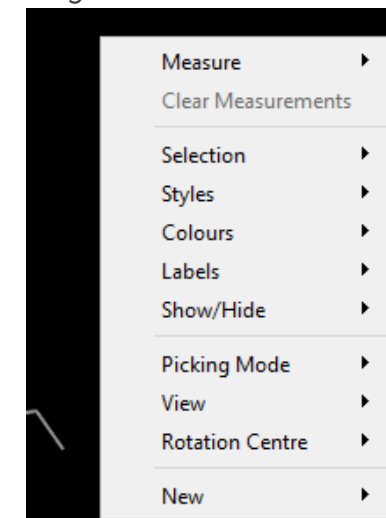 Measure
Clear Measurements
Selection
Styles
Colours
Labels
Show/Hide
Picking Mode
View
Rotation Centre
New